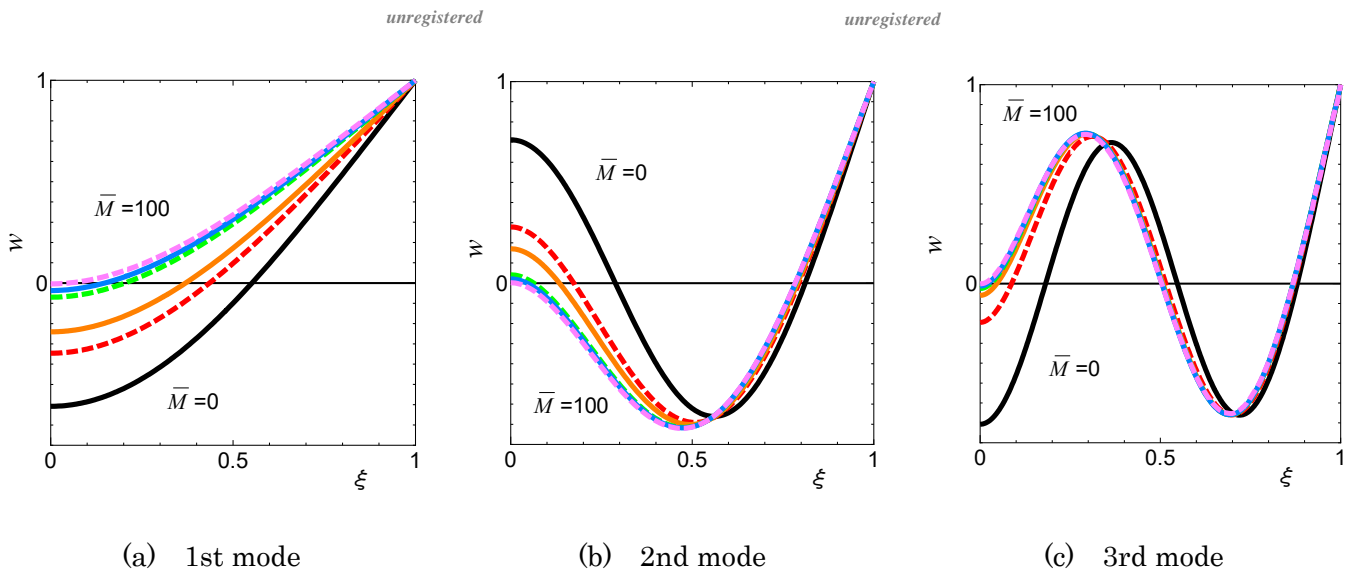 unregistered
unregistered
1
M̅ =100
w
0
M̅ =0
0
0.5
1
ξ
(a) 1st mode
1
M̅ =0
w
0
M̅ =100
0
0.5
1
ξ
(b) 2nd mode
1
M̅ =100
w
0
M̅ =0
0
0.5
1
ξ
(c) 3rd mode